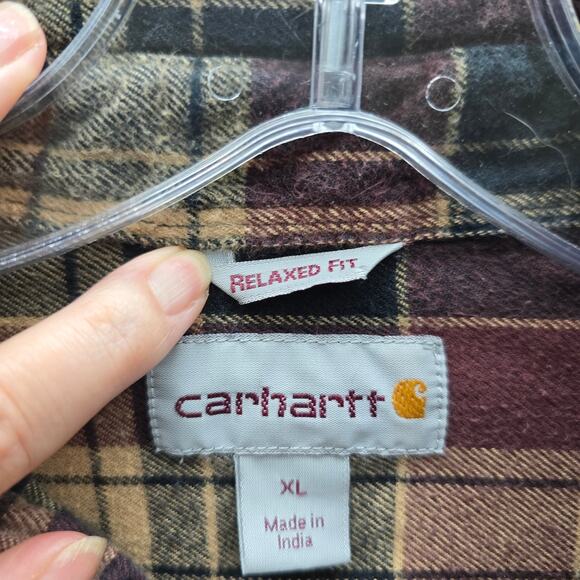 RELAXED FIT
carhartt
XL
Made in
India